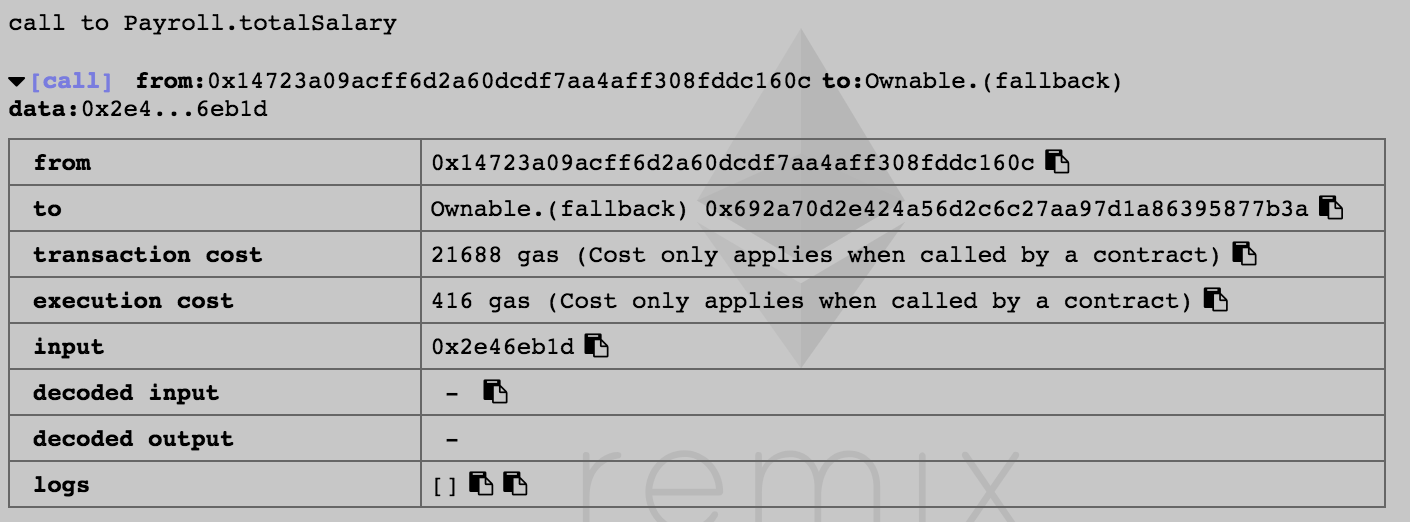 call to Payroll.totalSalary
[call] from:0x14723a09acff6d2a60dcdf7aa4aff308fddc160c to:Ownable.(fallback)
data:0x2e4...6eb1d
from 0x14723a09acff6d2a60dcdf7aa4aff308fddc160c
to Ownable.(fallback) 0x692a70d2e424a56d2c6c27aa97d1a86395877b3a
transaction cost 21688 gas (Cost only applies when called by a contract)
execution cost 416 gas (Cost only applies when called by a contract)
input 0x2e46eb1d
decoded input -
decoded output -
logs []
remix